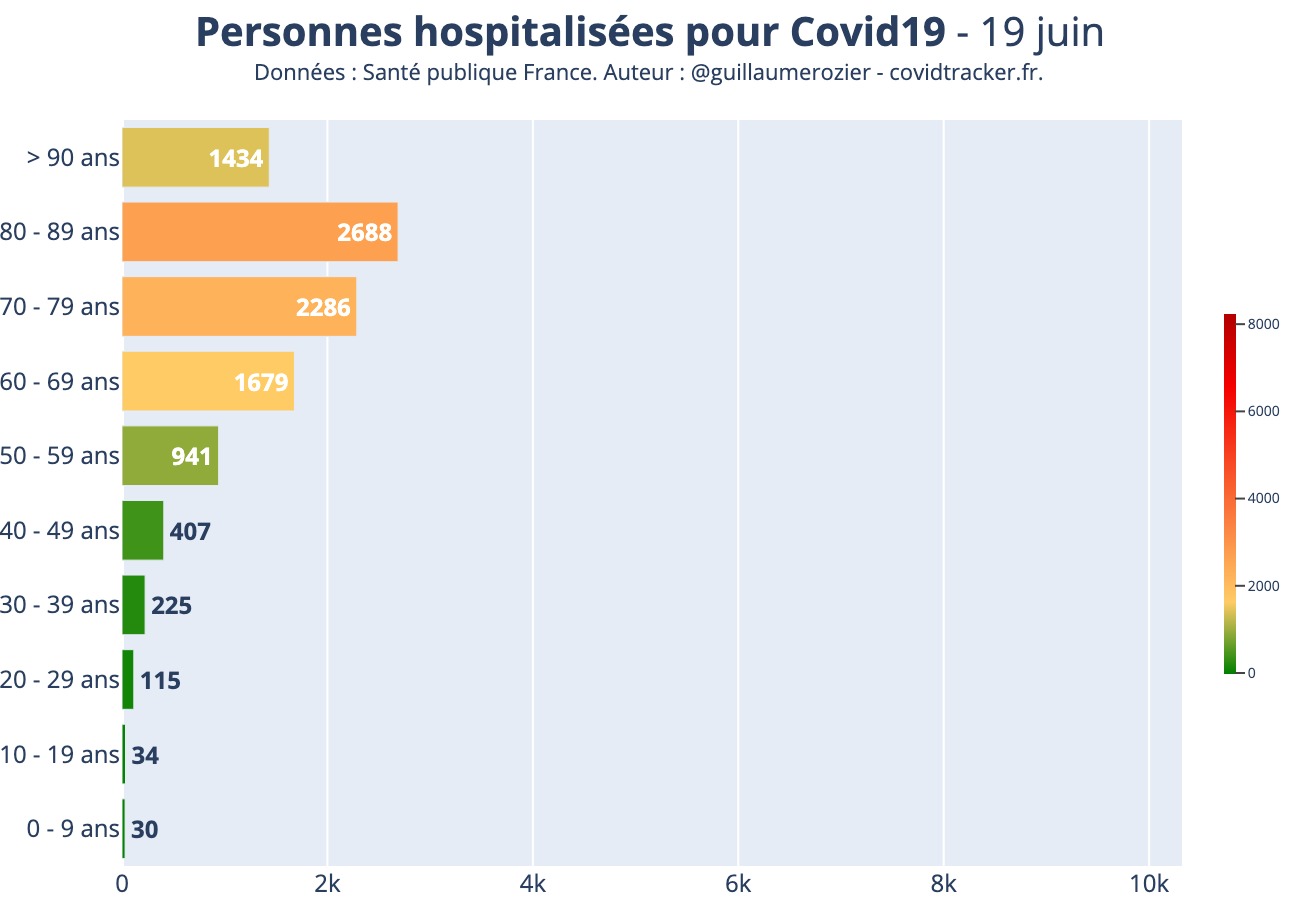 Personnes hospitalisées pour Covid19 - 19 juin
Données : Santé publique France. Auteur : @guillaumerozier - covidtracker.fr.
> 90 ans 1434
80 - 89 ans 2688
70 - 79 ans 2286
60 - 69 ans 1679
50 - 59 ans 941
40 - 49 ans 407
30 - 39 ans 225
20 - 29 ans 115
10 - 19 ans 34
0 - 9 ans 30
0 2k 4k 6k 8k 10k
8000
6000
4000
2000
0